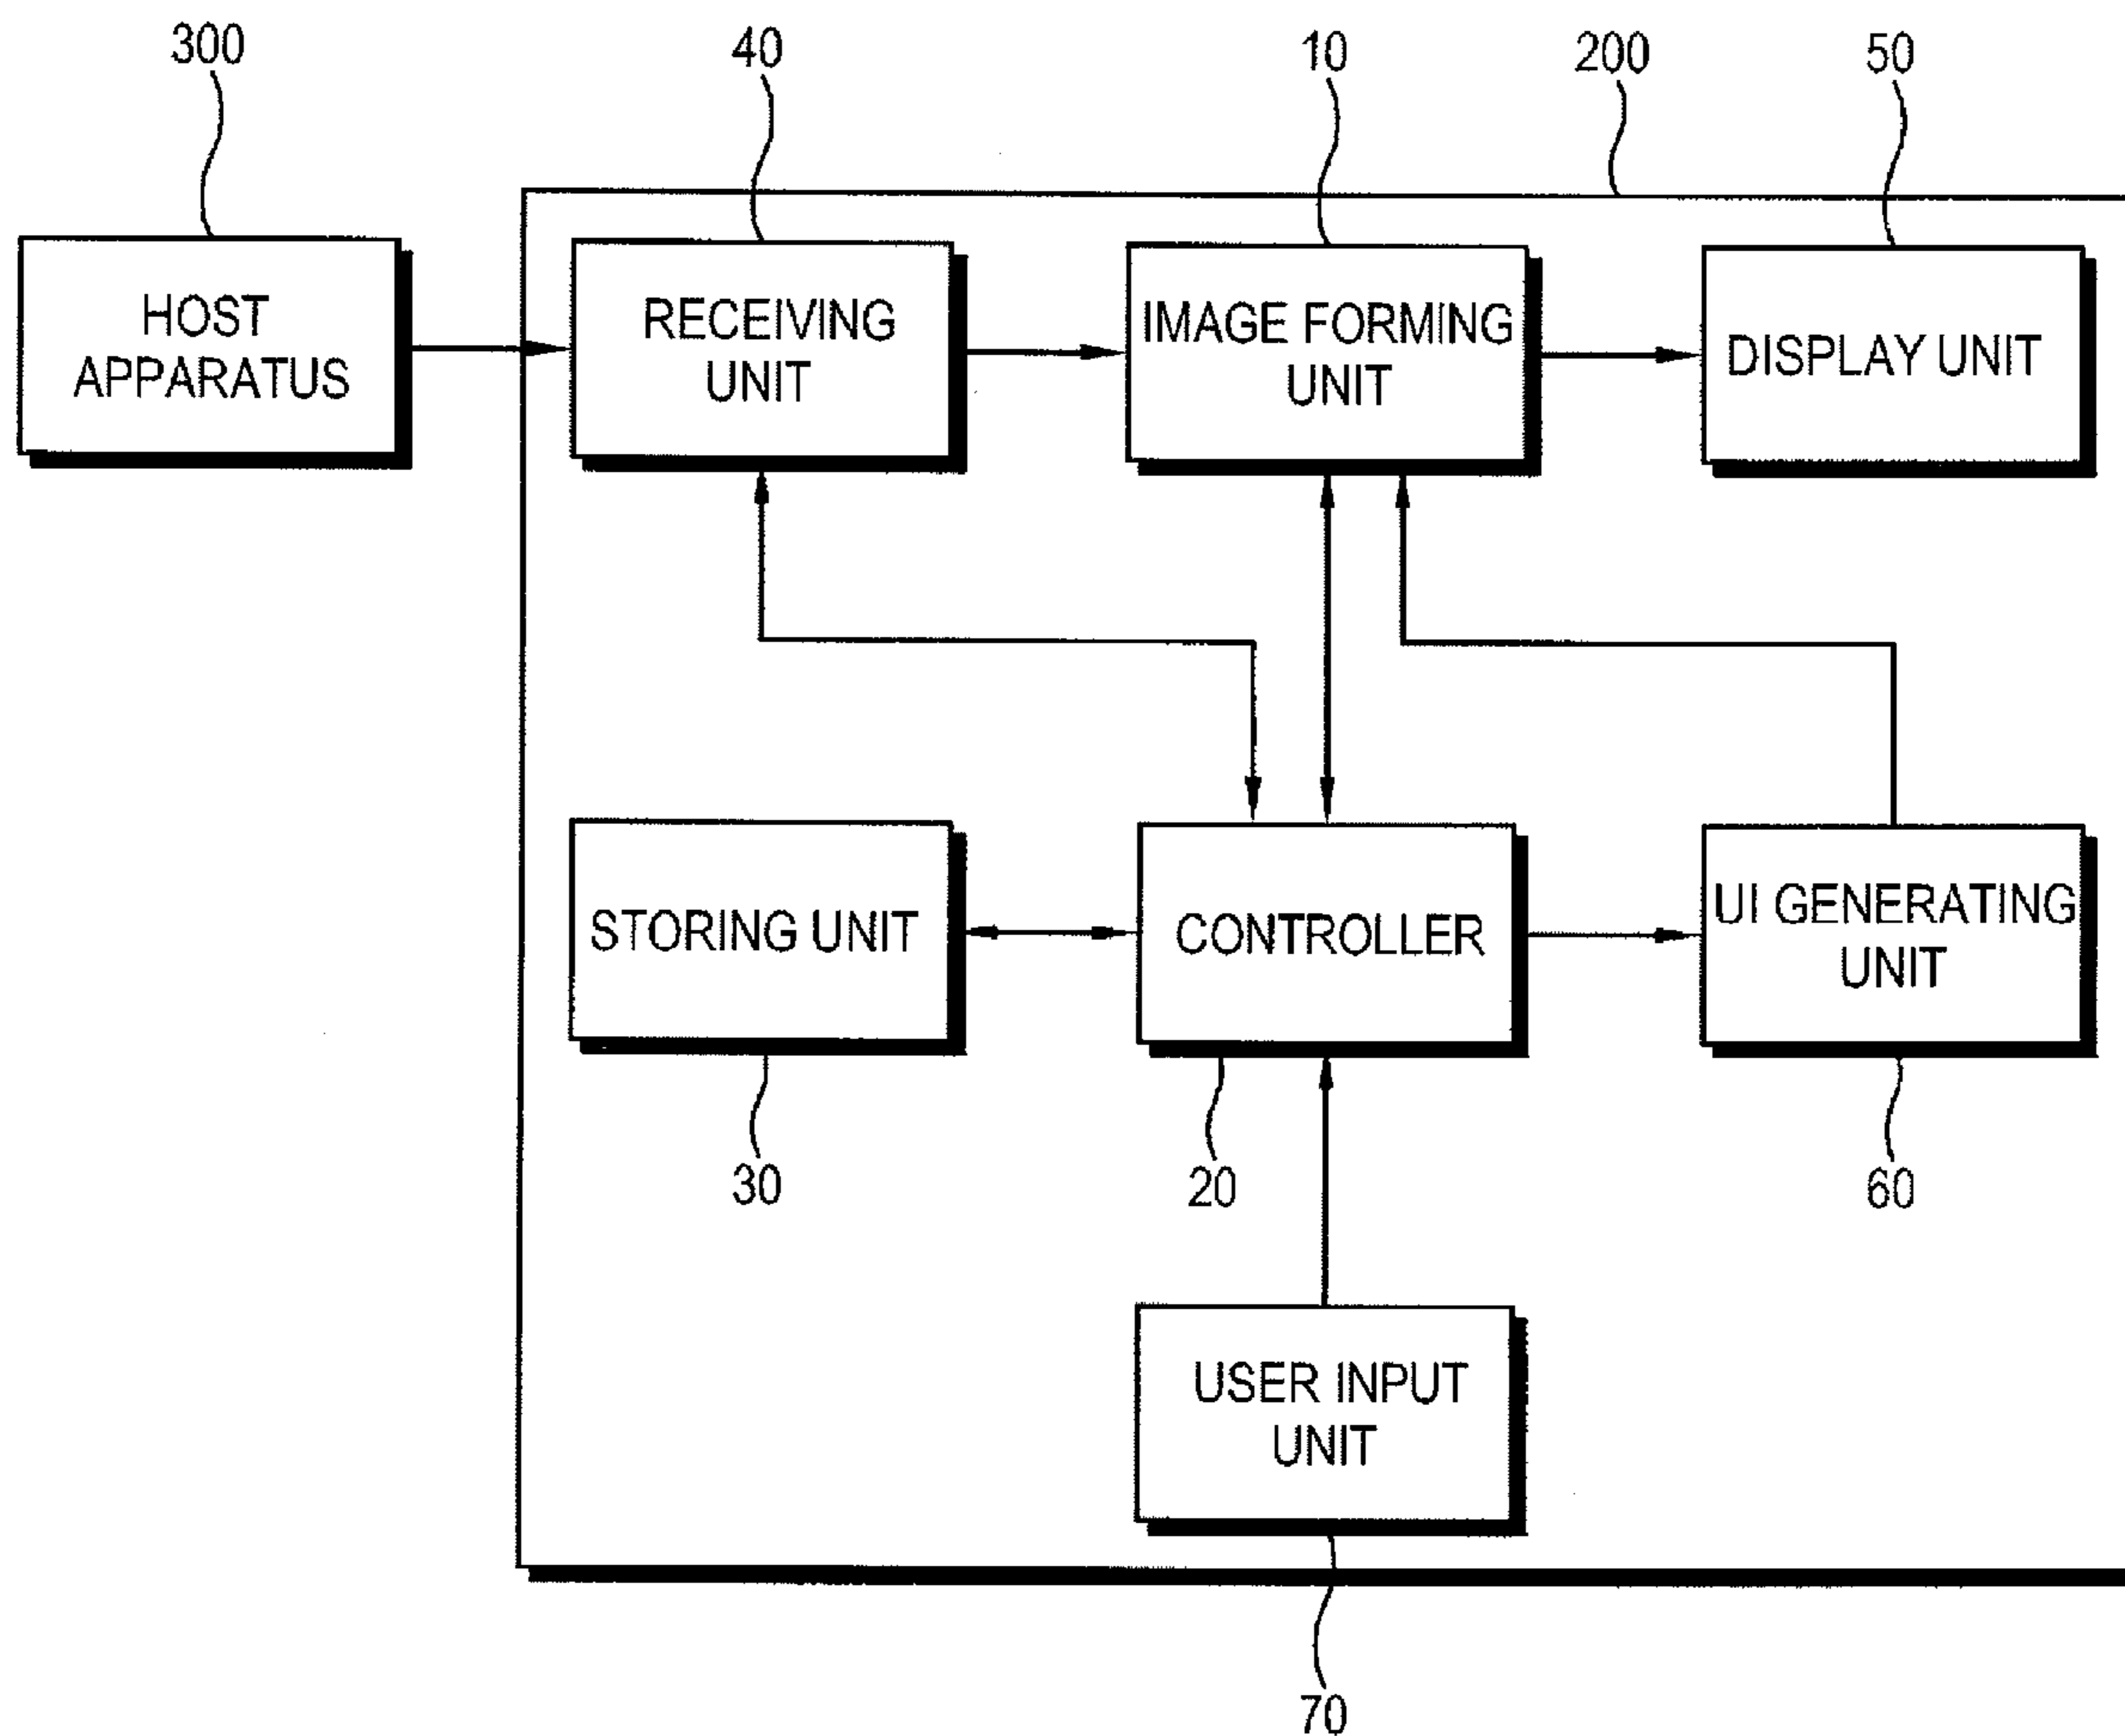 300
40
10
200
50
HOST
APPARATUS
RECEIVING
UNIT
IMAGE FORMING
UNIT
DISPLAY UNIT
STORING UNIT
CONTROLLER
UI GENERATING
UNIT
30
20
60
USER INPUT
UNIT
70